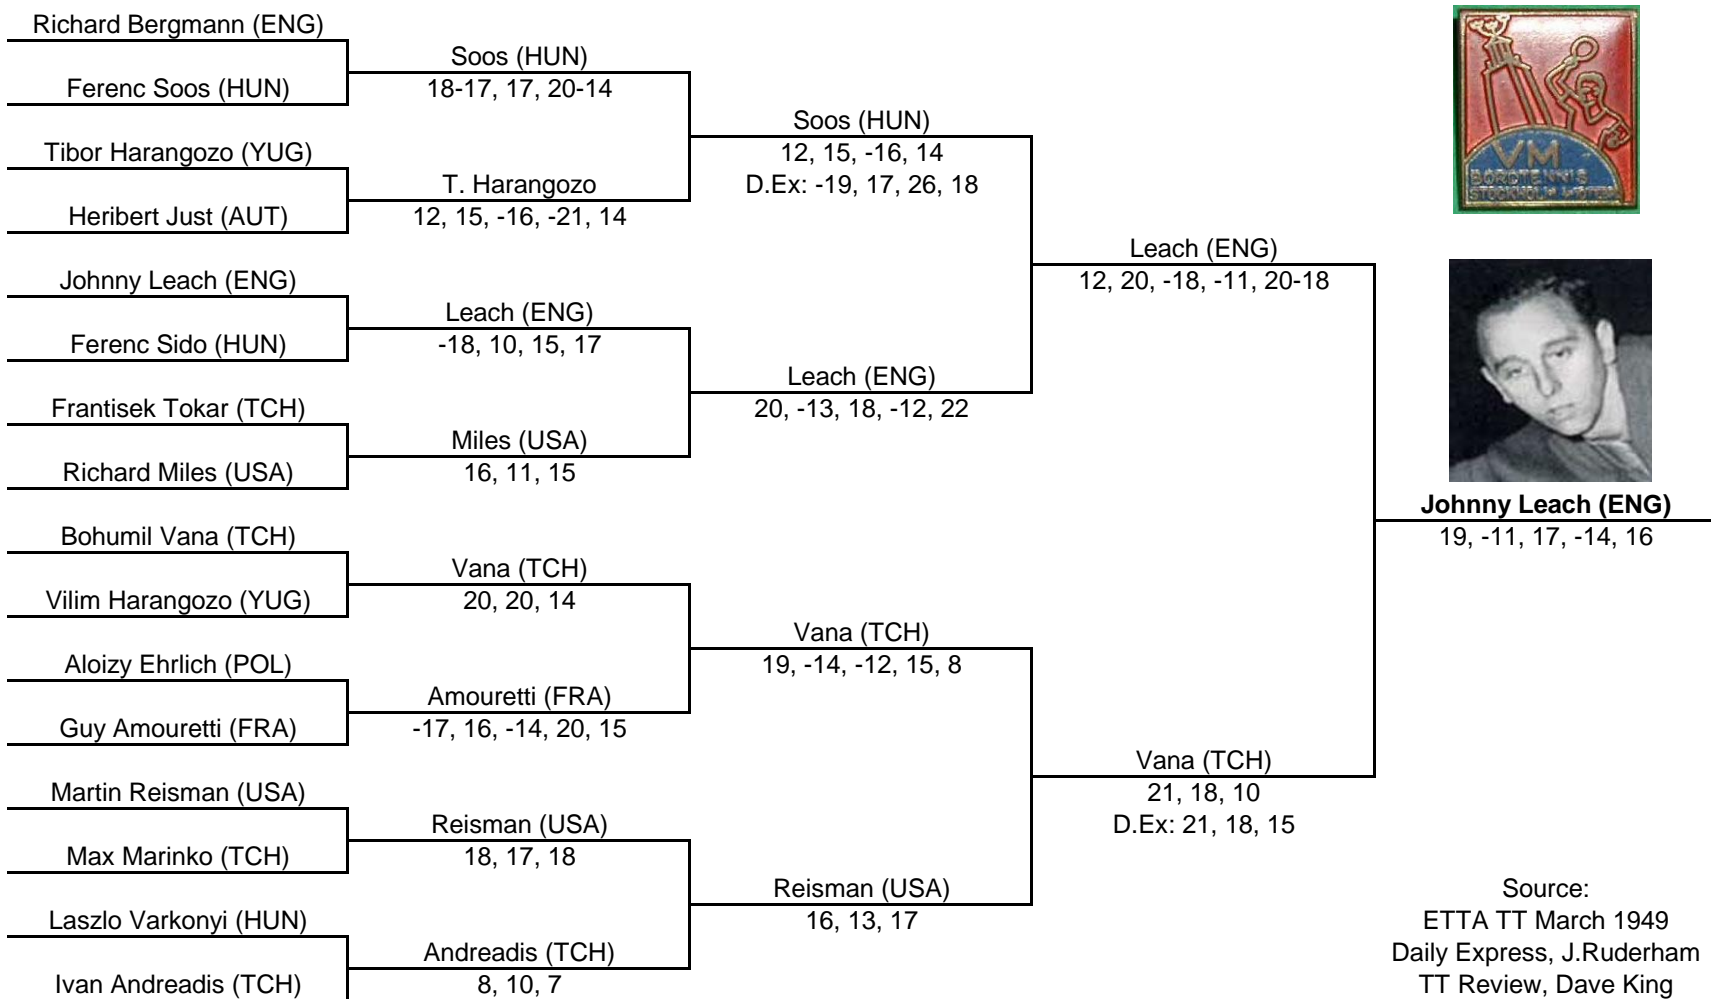 Richard Bergmann (ENG)
Ferenc Soos (HUN)
Tibor Harangozo (YUG)
Heribert Just (AUT)
Johnny Leach (ENG)
Ferenc Sido (HUN)
Frantisek Tokar (TCH)
Richard Miles (USA)
Bohumil Vana (TCH)
Vilim Harangozo (YUG)
Aloizy Ehrlich (POL)
Guy Amouretti (FRA)
Martin Reisman (USA)
Max Marinko (TCH)
Laszlo Varkonyi (HUN)
Ivan Andreadis (TCH)
Soos (HUN)
18-17, 17, 20-14
T. Harangozo
12, 15, -16, -21, 14
Leach (ENG)
-18, 10, 15, 17
Miles (USA)
16, 11, 15
Vana (TCH)
20, 20, 14
Amouretti (FRA)
-17, 16, -14, 20, 15
Reisman (USA)
18, 17, 18
Andreadis (TCH)
8, 10, 7
Soos (HUN)
12, 15, -16, 14
D.Ex: -19, 17, 26, 18
Leach (ENG)
20, -13, 18, -12, 22
Vana (TCH)
19, -14, -12, 15, 8
Reisman (USA)
16, 13, 17
Leach (ENG)
12, 20, -18, -11, 20-18
Vana (TCH)
21, 18, 10
D.Ex: 21, 18, 15
VM
BORDTENNIS
STOCKHOLM
Johnny Leach (ENG)
19, -11, 17, -14, 16
Source:
ETTA TT March 1949
Daily Express, J.Ruderham
TT Review, Dave King